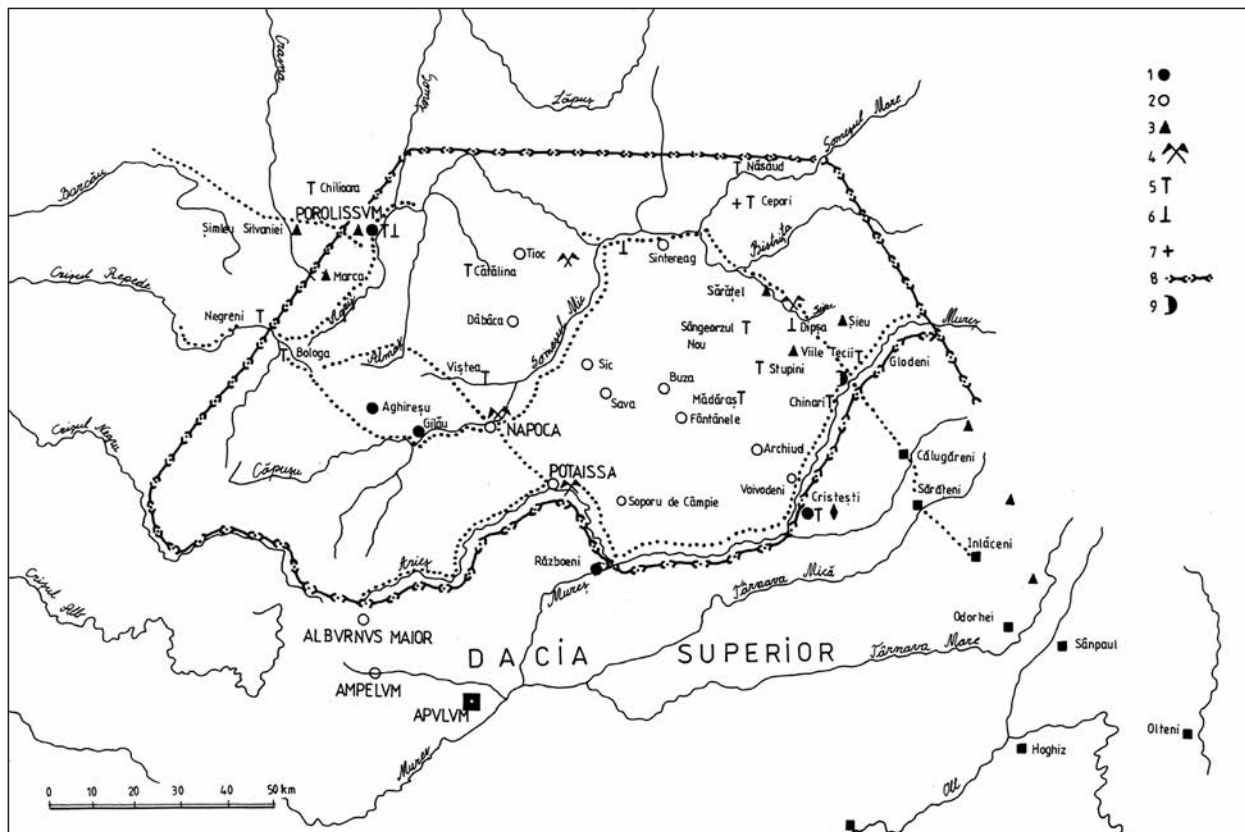 Crasna
Someș
Lăpuș
Someșul Mare
Barcău
Chilioara
POROLISSVM
Șimleu Silvaniei
Marca
Crișul Repede
Negreni
Agrij
Almaș
Bologa
Viștea
Someșul Mic
Cătălina
Tioc
Dăbâca
Năsăud
Cepari
Bistrița
Sintereag
Sărățel
Șieu
Dipșa
Șieu
Sângeorzul
Nou
Viile Tecii
Stupini
Mureș
Glodeni
Sic
Sava
Buza
Mădăraș
Fântânele
Chinari
Aghireșu
Gilău
NAPOCA
Căpușu
Crișul Negru
POTAISSA
Soporu de Câmpie
Archiud
Voivodeni
Cristești
Călugăreni
Sărățeni
Inlăceni
Arieș
Războeni
Mureș
Târnava Mică
Crișul Alb
ALBVRNVS MAIOR
DACIA SUPERIOR
Târnava Mare
Odorhei
Sânpaul
AMPELVM
APVLVM
Mureș
Olteni
Hoghiz
Olt
0 10 20 30 40 50 km
1
2
3
4
5
6
7
8
9